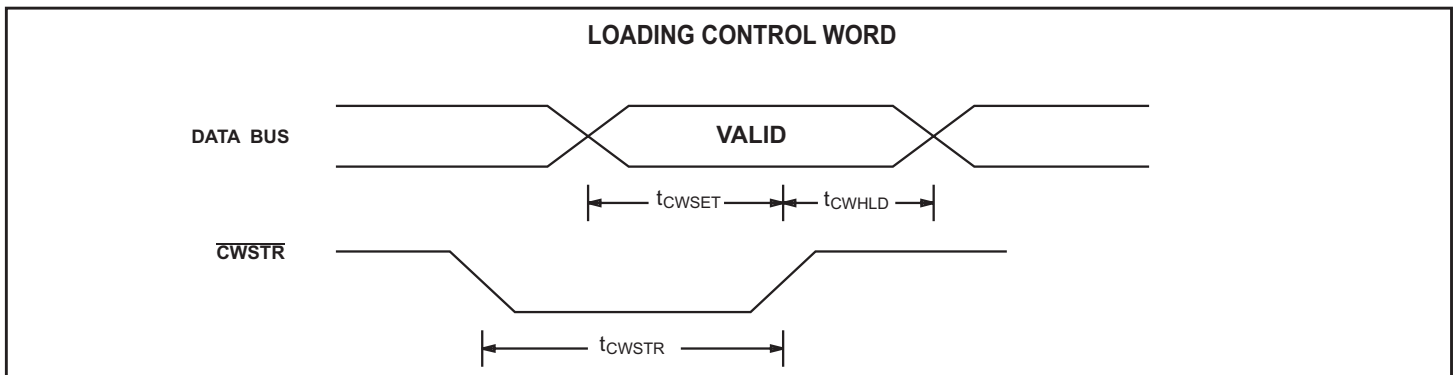 LOADING CONTROL WORD
DATA BUS
VALID
tCWSET
tCWHLD
CWSTR
tCWSTR